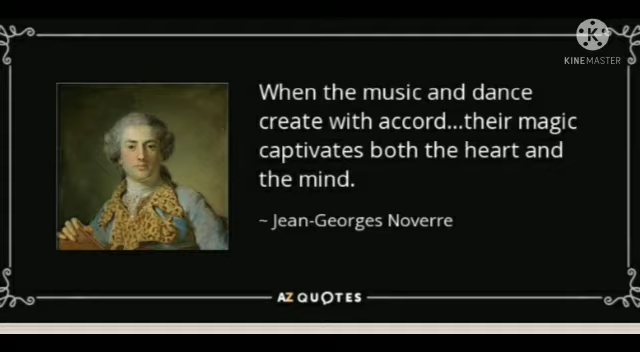 KINEMASTER
When the music and dance
create with accord...their magic
captivates both the heart and
the mind.
~ Jean-Georges Noverre
AZ QUOTES